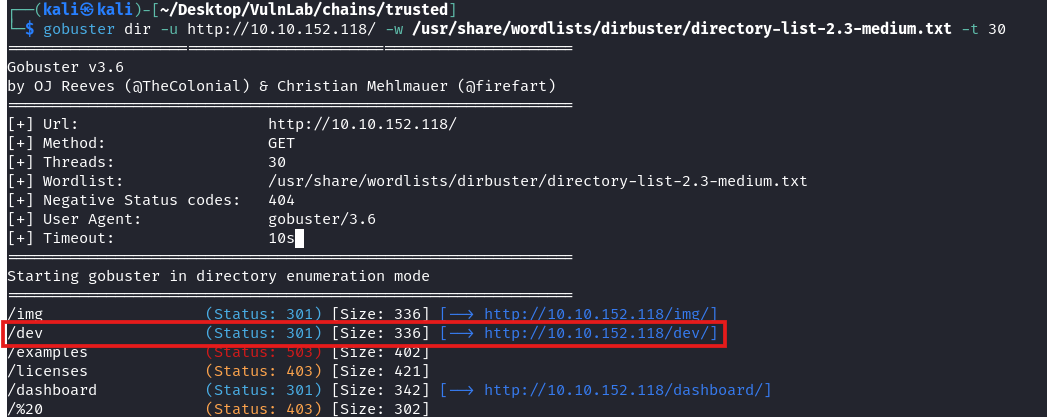 ┌──(kali㉿kali)-[~/Desktop/VulnLab/chains/trusted]
└─$ gobuster dir -u http://10.10.152.118/ -w /usr/share/wordlists/dirbuster/directory-list-2.3-medium.txt -t 30
===============================================================
Gobuster v3.6
by OJ Reeves (@TheColonial) & Christian Mehlmauer (@firefart)
===============================================================
[+] Url:                     http://10.10.152.118/
[+] Method:                  GET
[+] Threads:                 30
[+] Wordlist:                /usr/share/wordlists/dirbuster/directory-list-2.3-medium.txt
[+] Negative Status codes:   404
[+] User Agent:              gobuster/3.6
[+] Timeout:                 10s
===============================================================
Starting gobuster in directory enumeration mode
===============================================================
/img                  (Status: 301) [Size: 336] [--> http://10.10.152.118/img/]
/dev                  (Status: 301) [Size: 336] [--> http://10.10.152.118/dev/]
/examples             (Status: 503) [Size: 402]
/licenses             (Status: 403) [Size: 421]
/dashboard            (Status: 301) [Size: 342] [--> http://10.10.152.118/dashboard/]
/%20                  (Status: 403) [Size: 302]